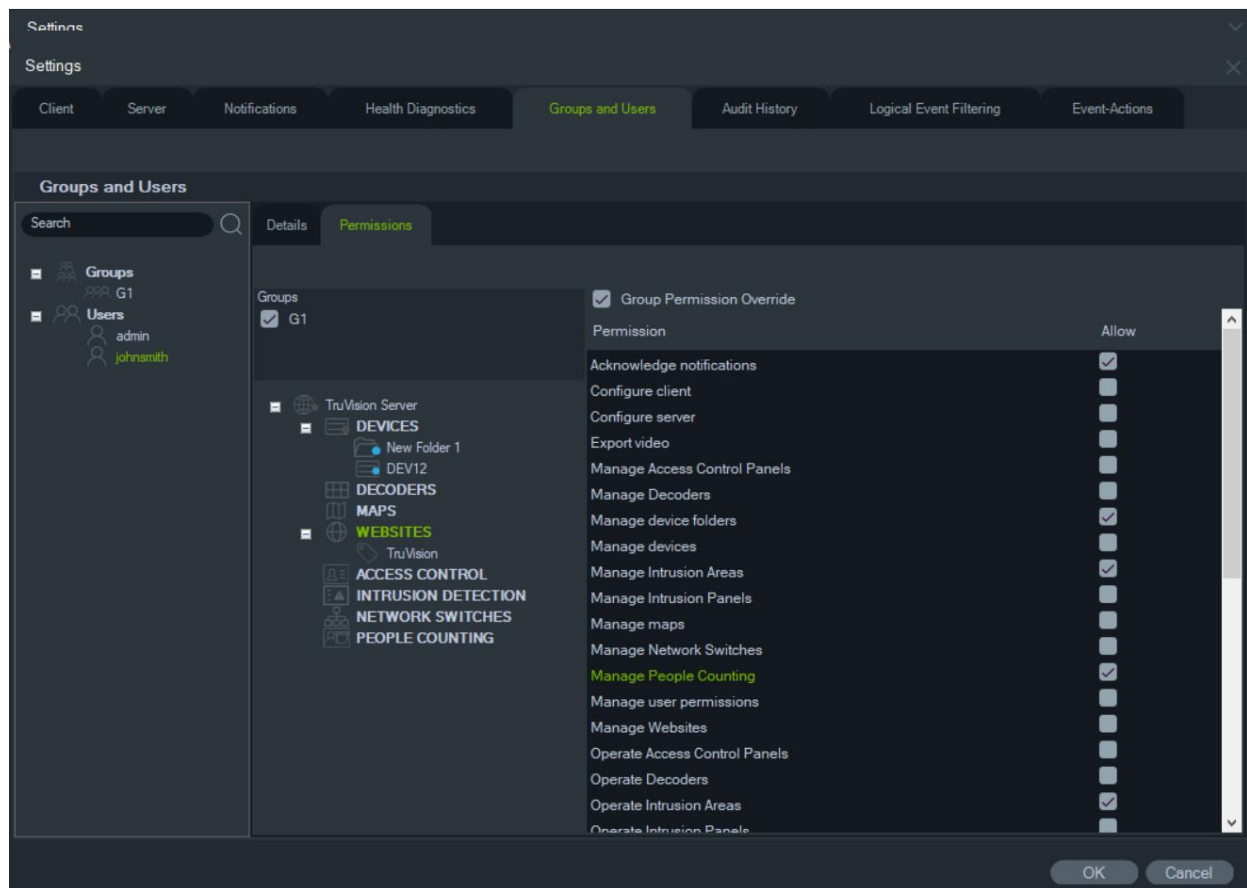 Settings
Settings
Client Server Notifications Health Diagnostics Groups and Users Audit History Logical Event Filtering Event-Actions
Groups and Users
Search
Groups
G1
Users
admin
johnsmith
Details Permissions
Groups
G1
TruVision Server
DEVICES
New Folder 1
DEV12
DECODERS
MAPS
WEBSITES
TruVision
ACCESS CONTROL
INTRUSION DETECTION
NETWORK SWITCHES
PEOPLE COUNTING
Group Permission Override
Permission Allow
Acknowledge notifications
Configure client
Configure server
Export video
Manage Access Control Panels
Manage Decoders
Manage device folders
Manage devices
Manage Intrusion Areas
Manage Intrusion Panels
Manage maps
Manage Network Switches
Manage People Counting
Manage user permissions
Manage Websites
Operate Access Control Panels
Operate Decoders
Operate Intrusion Areas
Operate Intrusion Panels
OK Cancel